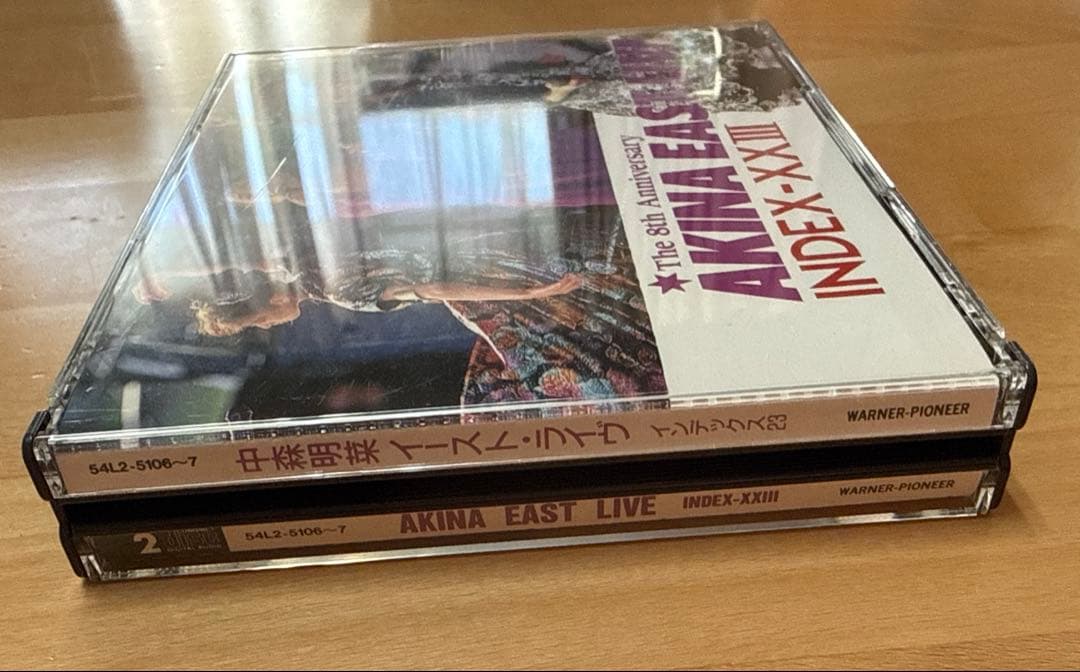 ★The 8th Anniversary
AKINA EAST LIVE
INDEX-XXIII
54L2-5106〜7 中森明菜 イースト・ライヴ インデックス23 WARNER-PIONEER
2 54L2-5106〜7 AKINA EAST LIVE INDEX-XXIII WARNER-PIONEER